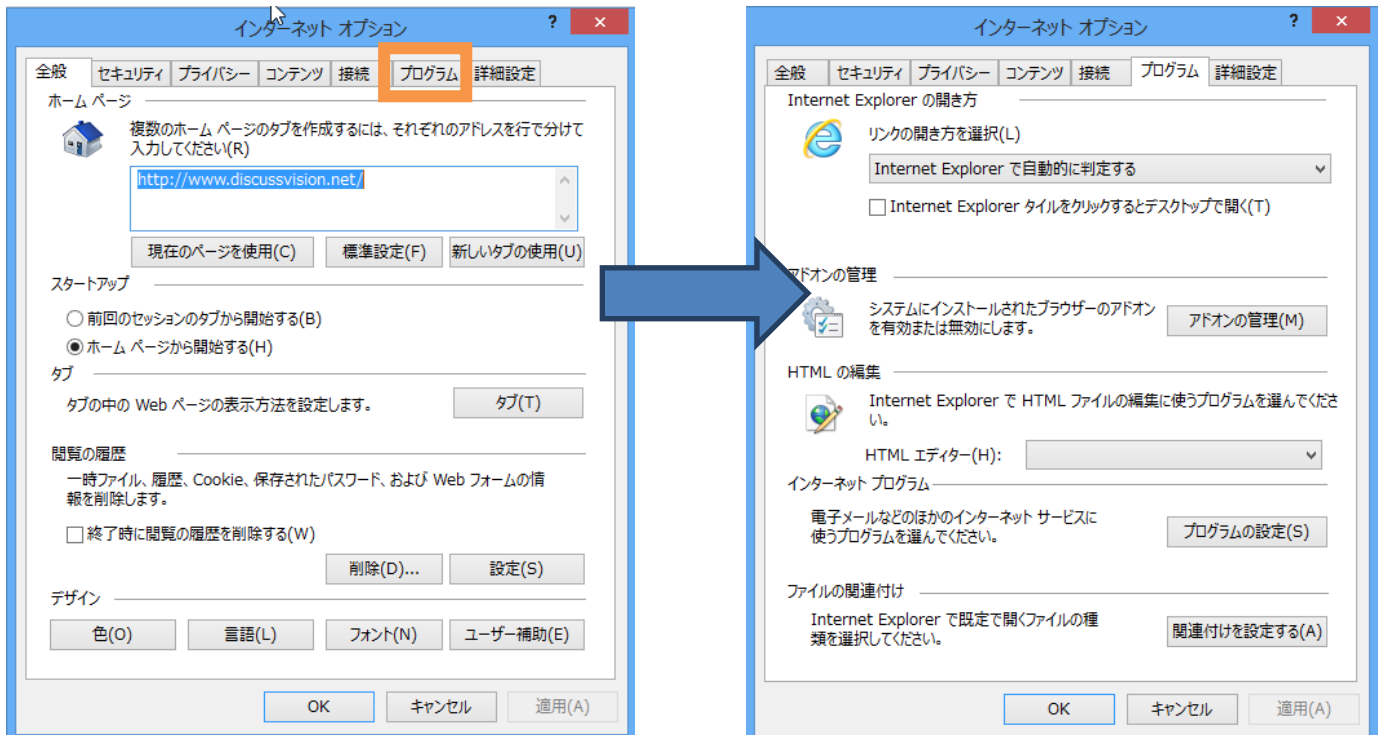 インターネット オプション
?
×
全般
セキュリティ
プライバシー
コンテンツ
接続
プログラム
詳細設定
ホーム ページ
複数のホーム ページのタブを作成するには、それぞれのアドレスを行で分けて
入力してください(R)
http://www.discussvision.net/
現在のページを使用(C)
標準設定(F)
新しいタブの使用(U)
スタートアップ
前回のセッションのタブから開始する(B)
ホーム ページから開始する(H)
タブ
タブの中の Web ページの表示方法を設定します。
タブ(T)
閲覧の履歴
一時ファイル、履歴、Cookie、保存されたパスワード、および Web フォームの情
報を削除します。
終了時に閲覧の履歴を削除する(W)
削除(D)...
設定(S)
デザイン
色(O)
言語(L)
フォント(N)
ユーザー補助(E)
OK
キャンセル
適用(A)
インターネット オプション
?
×
全般
セキュリティ
プライバシー
コンテンツ
接続
プログラム
詳細設定
Internet Explorer の開き方
リンクの開き方を選択(L)
Internet Explorer で自動的に判定する
Internet Explorer タイルをクリックするとデスクトップで開く(T)
アドオンの管理
システムにインストールされたブラウザーのアドオン
を有効または無効にします。
アドオンの管理(M)
HTML の編集
Internet Explorer で HTML ファイルの編集に使うプログラムを選んでくださ
い。
HTML エディター(H):
インターネット プログラム
電子メールなどのほかのインターネット サービスに
使うプログラムを選んでください。
プログラムの設定(S)
ファイルの関連付け
Internet Explorer で既定で開くファイルの種
類を選択してください。
関連付けを設定する(A)
OK
キャンセル
適用(A)